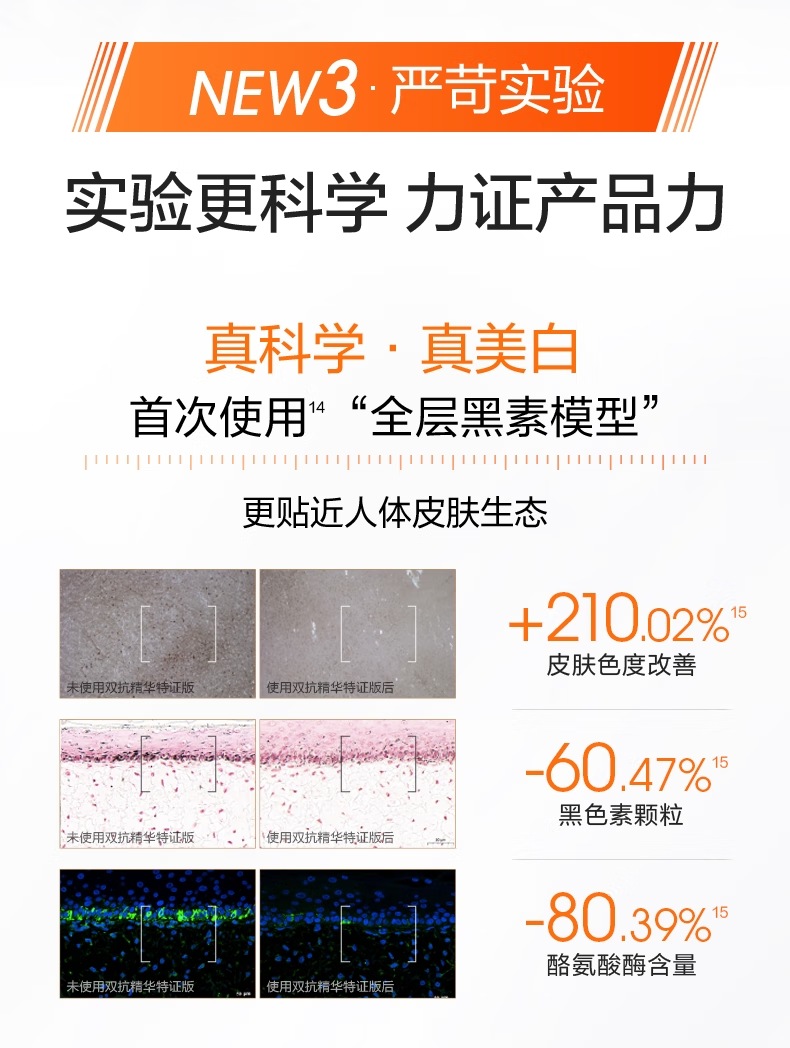 NEW3·严苛实验
实验更科学 力证产品力
真科学·真美白
首次使用14 “全层黑素模型”
更贴近人体皮肤生态
未使用双抗精华特证版
使用双抗精华特证版后
+210.02%15
皮肤色度改善
未使用双抗精华特证版
使用双抗精华特证版后
-60.47%15
黑色素颗粒
未使用双抗精华特证版
使用双抗精华特证版后
-80.39%15
酪氨酸酶含量